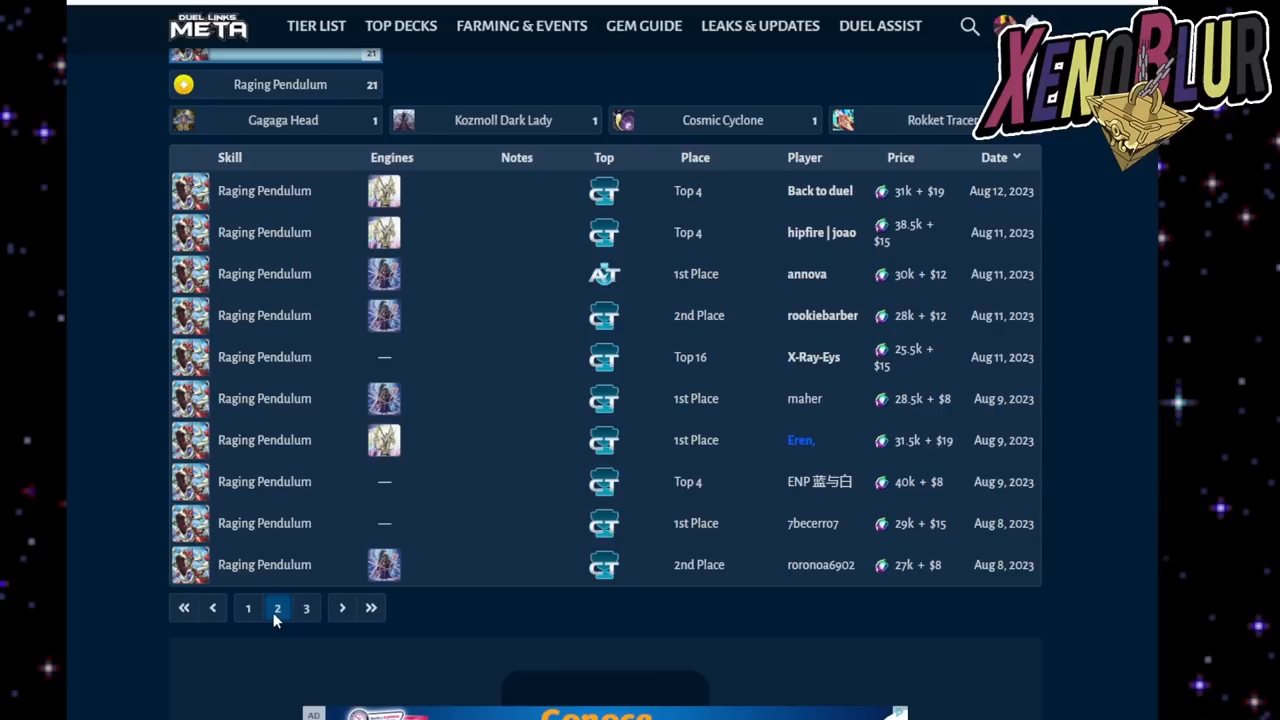 DUEL LINKS
META
TIER LIST
TOP DECKS
FARMING & EVENTS
GEM GUIDE
LEAKS & UPDATES
DUEL ASSIST
XENOBLUR
21
Raging Pendulum 21
Gagaga Head 1
Kozmoll Dark Lady 1
Cosmic Cyclone 1
Rokket Tracer
Skill Engines Notes Top Place Player Price Date
Raging Pendulum CT Top 4 Back to duel 31k + $19 Aug 12, 2023
Raging Pendulum CT Top 4 hipfire | joao 38.5k + $15 Aug 11, 2023
Raging Pendulum AT 1st Place annova 30k + $12 Aug 11, 2023
Raging Pendulum CT 2nd Place rookiebarber 28k + $12 Aug 11, 2023
Raging Pendulum — CT Top 16 X-Ray-Eys 25.5k + $15 Aug 11, 2023
Raging Pendulum CT 1st Place maher 28.5k + $8 Aug 9, 2023
Raging Pendulum CT 1st Place Eren, 31.5k + $19 Aug 9, 2023
Raging Pendulum — CT Top 4 ENP 蓝与白 40k + $8 Aug 9, 2023
Raging Pendulum — CT 1st Place 7becerro7 29k + $15 Aug 8, 2023
Raging Pendulum CT 2nd Place roronoa6902 27k + $8 Aug 8, 2023
« ‹ 1 2 3 › »
AD
Conoce